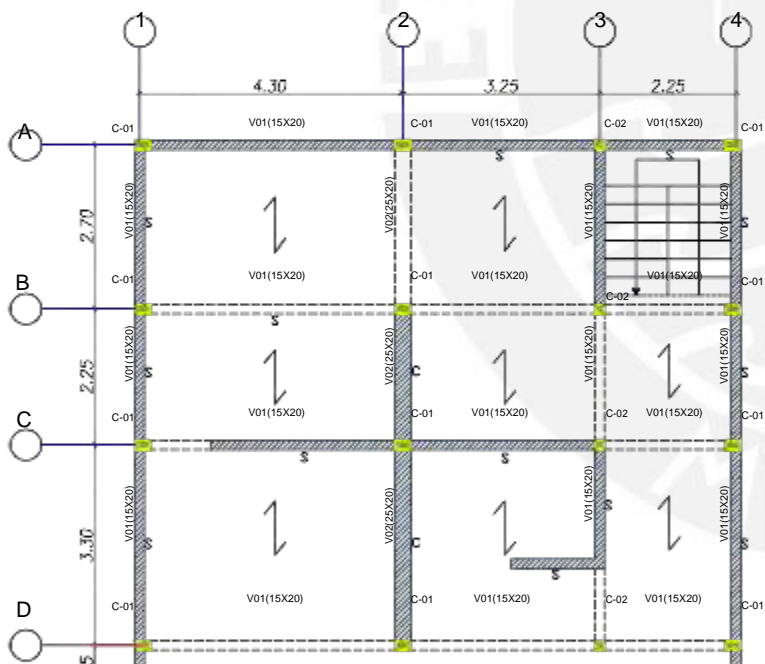 1 2 3 4
4.30 3.25 2.25
C-01 V01(15X20) C-01 V01(15X20) C-02 V01(15X20) C-01
A
2.70
V01(15X20) S V02(25X20) S V01(15X20) S V01(15X20) S
C-01 V01(15X20) C-01 V01(15X20) V01(15X20) C-01
C-02
B
S
2.25
V01(15X20) S V02(25X20) C V01(15X20) V01(15X20) S
C-01 V01(15X20) C-01 V01(15X20) C-02 V01(15X20) C-01
C
S S
3.30
V01(15X20) S V02(25X20) C V01(15X20) S V01(15X20) S
S
C-01 V01(15X20) C-01 V01(15X20) C-02 V01(15X20) C-01
D